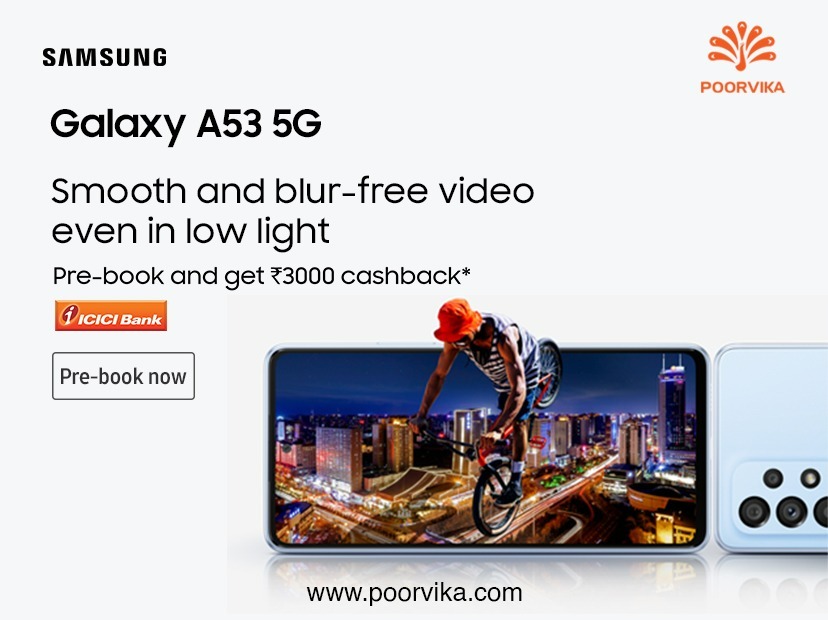 SAMSUNG
POORVIKA
Galaxy A53 5G
Smooth and blur-free video
even in low light
Pre-book and get ₹3000 cashback*
ICICI Bank
Pre-book now
www.poorvika.com